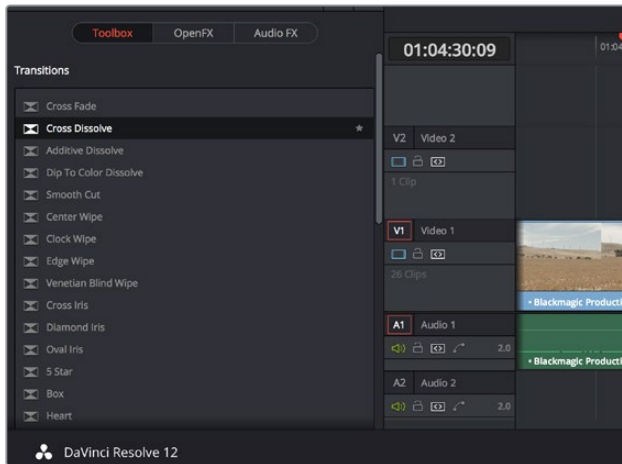 Toolbox OpenFX Audio FX
Transitions
Cross Fade
Cross Dissolve
Additive Dissolve
Dip To Color Dissolve
Smooth Cut
Center Wipe
Clock Wipe
Edge Wipe
Venetian Blind Wipe
Cross Iris
Diamond Iris
Oval Iris
5 Star
Box
Heart
01:04:30:09
01:04
V2 Video 2
1 Clip
V1 Video 1
26 Clips
• Blackmagic Producti
A1 Audio 1
2.0
• Blackmagic Producti
A2 Audio 2
2.0
DaVinci Resolve 12